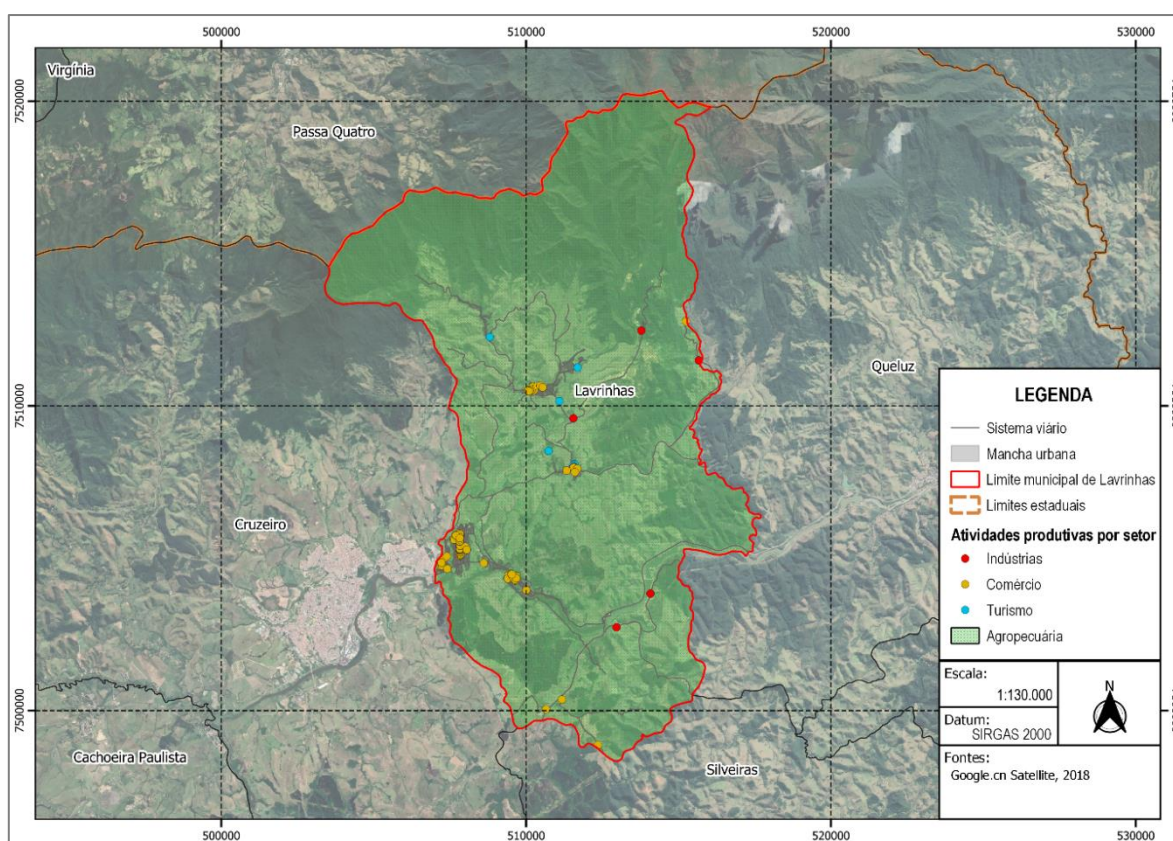 500000 510000 520000 530000
Virgínia
7520000
Passa Quatro
Queluz
7510000
Lavrinhas
Cruzeiro
7500000
Cachoeira Paulista
Silveiras
500000 510000 520000 530000
LEGENDA
Sistema viário
Mancha urbana
Limite municipal de Lavrinhas
Limites estaduais
Atividades produtivas por setor
Indústrias
Comércio
Turismo
Agropecuária
Escala:
1:130.000
N
Datum:
SIRGAS 2000
Fontes:
Google.cn Satellite, 2018